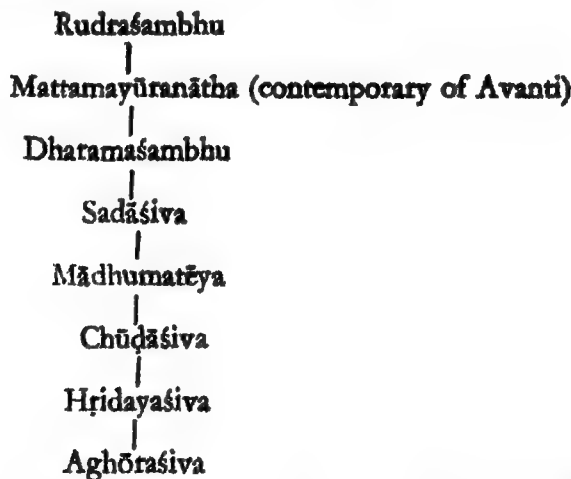 Rudraśambhu
Mattamayūranātha (contemporary of Avanti)
Dharamaśambhu
Sadāśiva
Mādhumatēya
Chūḍāśiva
Hṛidayaśiva
Aghōraśiva